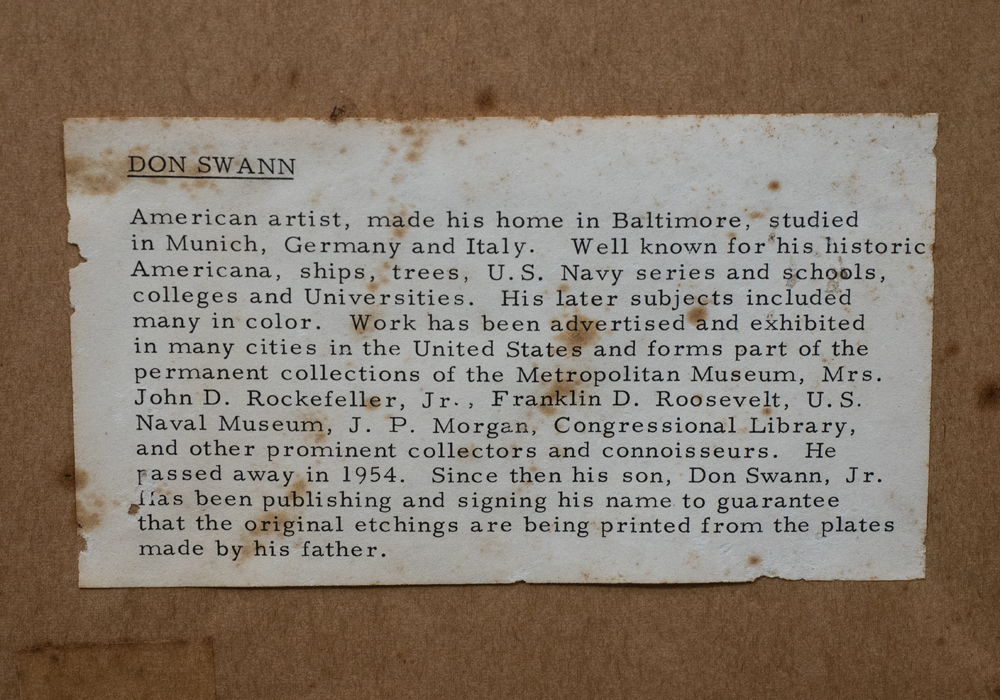 DON SWANN
American artist, made his home in Baltimore, studied
in Munich, Germany and Italy. Well known for his historic
Americana, ships, trees, U.S. Navy series and schools,
colleges and Universities. His later subjects included
many in color. Work has been advertised and exhibited
in many cities in the United States and forms part of the
permanent collections of the Metropolitan Museum, Mrs.
John D. Rockefeller, Jr., Franklin D. Roosevelt, U.S.
Naval Museum, J. P. Morgan, Congressional Library,
and other prominent collectors and connoisseurs. He
passed away in 1954. Since then his son, Don Swann, Jr.
Has been publishing and signing his name to guarantee
that the original etchings are being printed from the plates
made by his father.